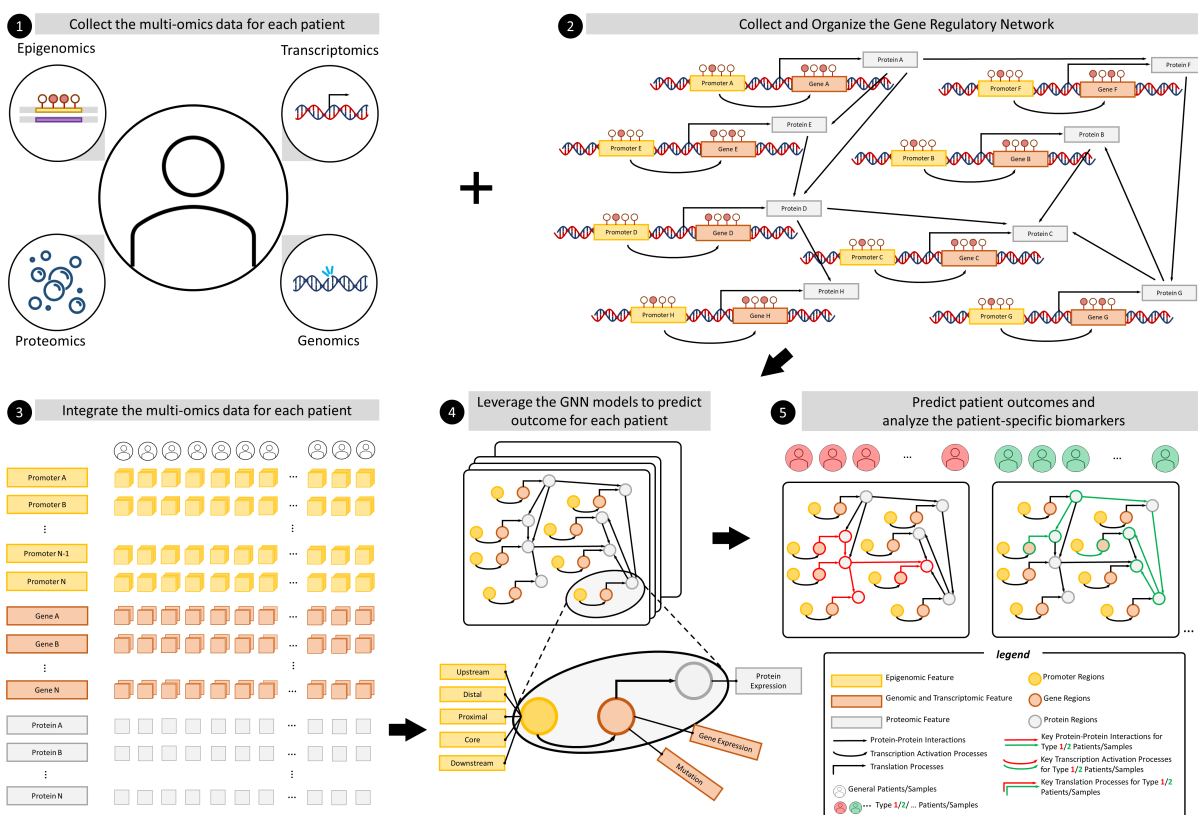 1
Collect the multi-omics data for each patient
Epigenomics
Transcriptomics
Proteomics
Genomics
2
Collect and Organize the Gene Regulatory Network
Protein A
Promoter A
Gene A
Protein F
Promoter F
Gene F
Protein E
Promoter E
Gene E
Protein B
Promoter B
Gene B
Protein D
Promoter D
Gene D
Protein C
Promoter C
Gene C
Protein H
Promoter H
Gene H
Protein G
Promoter G
Gene G
3
Integrate the multi-omics data for each patient
...
Promoter A
...
Promoter B
...
...
...
Promoter N-1
...
Promoter N
...
Gene A
...
Gene B
...
...
...
Gene N
...
Protein A
...
Protein B
...
...
...
Protein N
...
4
Leverage the GNN models to predict
outcome for each patient
Upstream
Distal
Proximal
Core
Downstream
Protein
Expression
Gene Expression
Mutation
5
Predict patient outcomes and
analyze the patient-specific biomarkers
...
...
...
legend
Epigenomic Feature
Genomic and Transcriptomic Feature
Proteomic Feature
Protein-Protein Interactions
Transcription Activation Processes
Translation Processes
General Patients/Samples
... Type 1/2/ ... Patients/Samples
Promoter Regions
Gene Regions
Protein Regions
Key Protein-Protein Interactions for
Type 1/2 Patients/Samples
Key Transcription Activation Processes
for Type 1/2 Patients/Samples
Key Translation Processes for Type 1/2
Patients/Samples